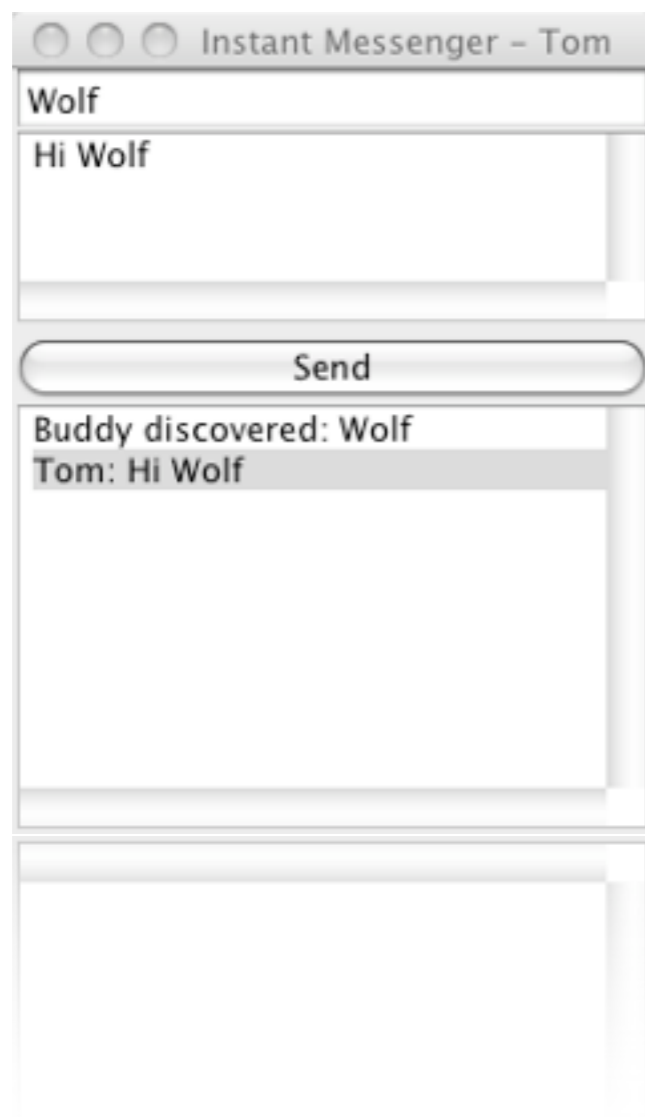 Instant Messenger – Tom
Wolf
Hi Wolf
Send
Buddy discovered: Wolf
Tom: Hi Wolf